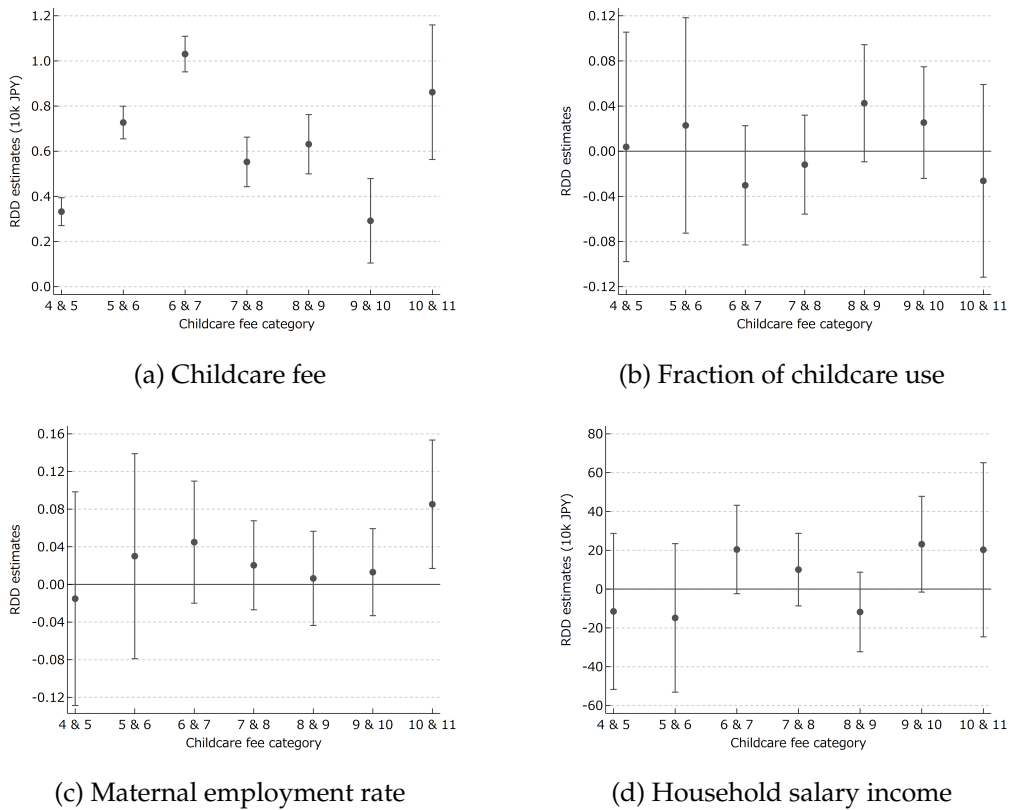 1.2
1.0
0.8
0.6
0.4
0.2
0.0
RDD estimates (10k JPY)
4 & 5 5 & 6 6 & 7 7 & 8 8 & 9 9 & 10 10 & 11
Childcare fee category
(a) Childcare fee
0.12
0.08
0.04
0.00
-0.04
-0.08
-0.12
RDD estimates
4 & 5 5 & 6 6 & 7 7 & 8 8 & 9 9 & 10 10 & 11
Childcare fee category
(b) Fraction of childcare use
0.16
0.12
0.08
0.04
0.00
-0.04
-0.08
-0.12
RDD estimates
4 & 5 5 & 6 6 & 7 7 & 8 8 & 9 9 & 10 10 & 11
Childcare fee category
(c) Maternal employment rate
80
60
40
20
0
-20
-40
-60
RDD estimates (10k JPY)
4 & 5 5 & 6 6 & 7 7 & 8 8 & 9 9 & 10 10 & 11
Childcare fee category
(d) Household salary income